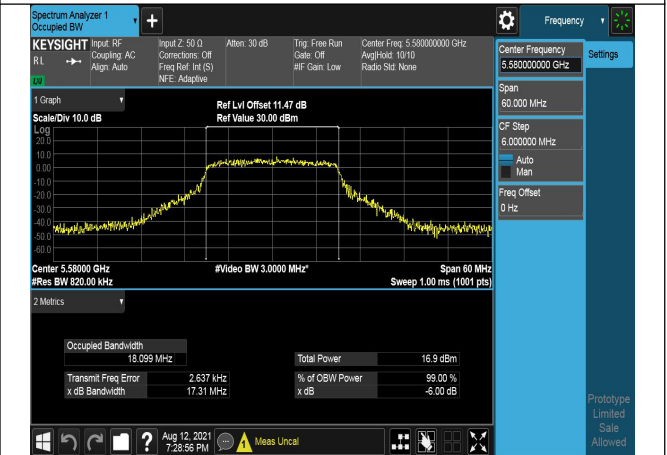 Spectrum Analyzer 1
Occupied BW
+
Frequency
KEYSIGHT
R L
LXI
Input: RF
Coupling: AC
Align: Auto
Input Z: 50 Ω
Corrections: Off
Freq Ref: Int (S)
NFE: Adaptive
Atten: 30 dB
Trig: Free Run
Gate: Off
#IF Gain: Low
Center Freq: 5.580000000 GHz
Avg|Hold: 10/10
Radio Std: None
Center Frequency
5.580000000 GHz
Settings
Span
60.000 MHz
CF Step
6.000000 MHz
Auto
Man
Freq Offset
0 Hz
1 Graph
Scale/Div 10.0 dB
Ref Lvl Offset 11.47 dB
Ref Value 30.00 dBm
Log
20.0
10.0
0.00
-10.0
-20.0
-30.0
-40.0
-50.0
-60.0
Center 5.58000 GHz
#Video BW 3.0000 MHz*
Span 60 MHz
#Res BW 820.00 kHz
Sweep 1.00 ms (1001 pts)
2 Metrics
Occupied Bandwidth
18.099 MHz
Total Power 16.9 dBm
Transmit Freq Error 2.637 kHz
% of OBW Power 99.00 %
x dB Bandwidth 17.31 MHz
x dB -6.00 dB
Prototype
Limited
Sale
Allowed
?
Aug 12, 2021
7:28:56 PM
Meas Uncal